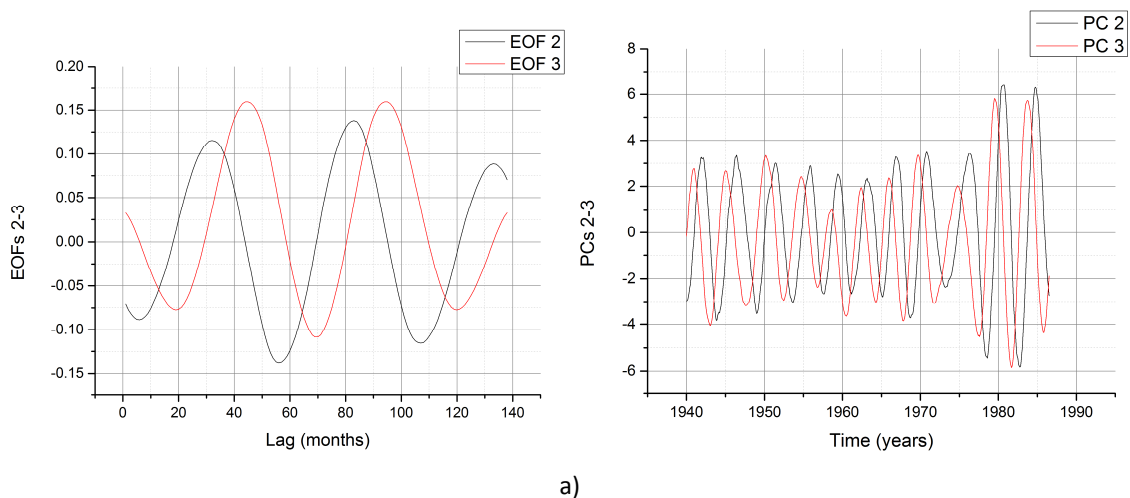 EOF 2
EOF 3
0.20
0.15
0.10
0.05
0.00
-0.05
-0.10
-0.15
EOFs 2-3
0 20 40 60 80 100 120 140
Lag (months)
PC 2
PC 3
8
6
4
2
0
-2
-4
-6
PCs 2-3
1940 1950 1960 1970 1980 1990
Time (years)
a)